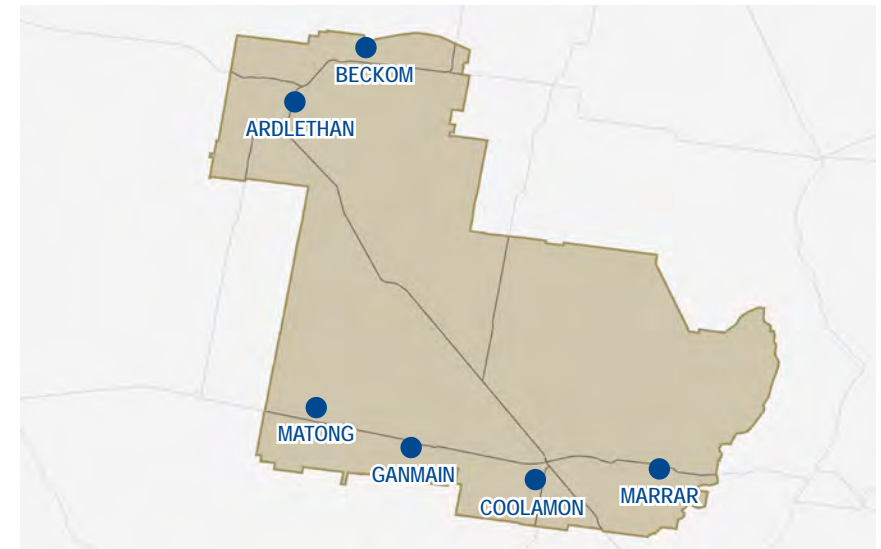 BECKOM
ARDLETHAN
MATONG
GANMAIN
COOLAMON
MARRAR